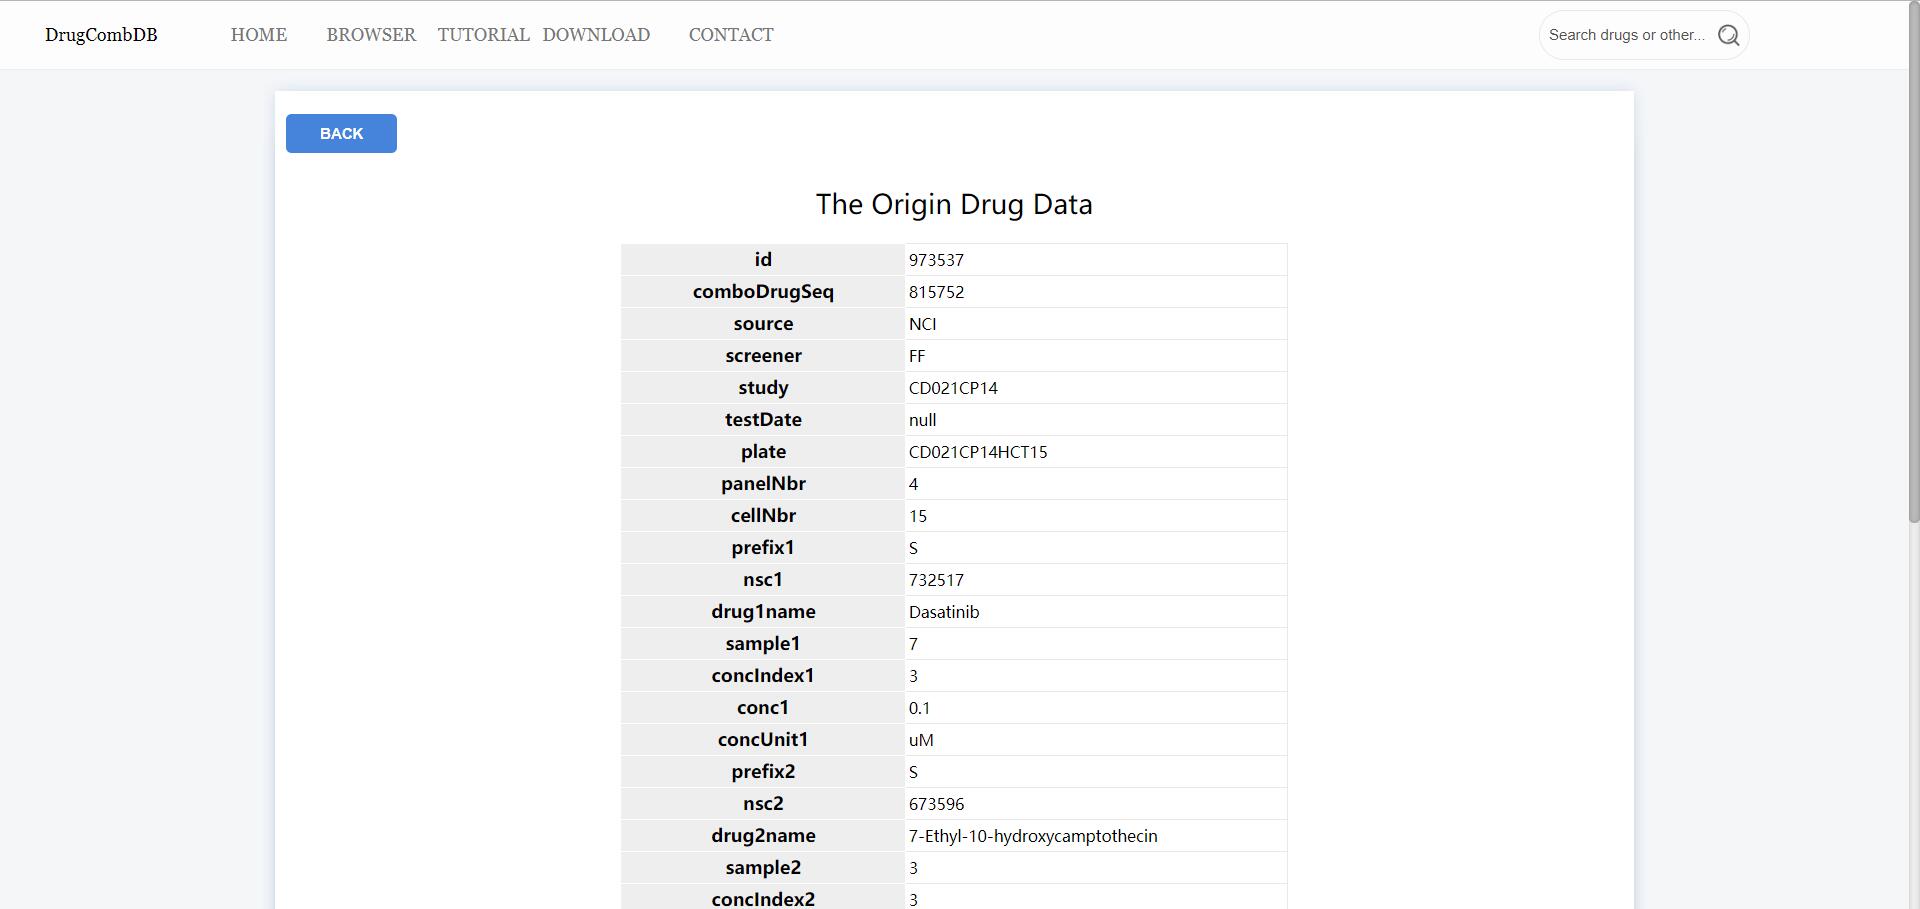 DrugCombDB HOME BROWSER TUTORIAL DOWNLOAD CONTACT Search drugs or other...
BACK
The Origin Drug Data
id 973537
comboDrugSeq 815752
source NCI
screener FF
study CD021CP14
testDate null
plate CD021CP14HCT15
panelNbr 4
cellNbr 15
prefix1 S
nsc1 732517
drug1name Dasatinib
sample1 7
concIndex1 3
conc1 0.1
concUnit1 uM
prefix2 S
nsc2 673596
drug2name 7-Ethyl-10-hydroxycamptothecin
sample2 3
concIndex2 3